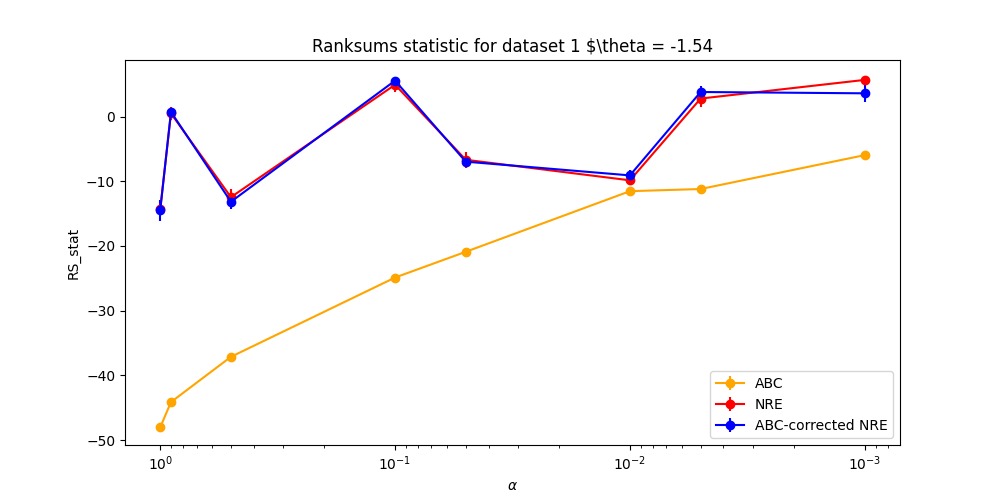 Ranksums statistic for dataset 1 $\theta = -1.54
RS_stat
0
−10
−20
−30
−40
−50
10⁰
10⁻¹
10⁻²
10⁻³
α
ABC
NRE
ABC-corrected NRE